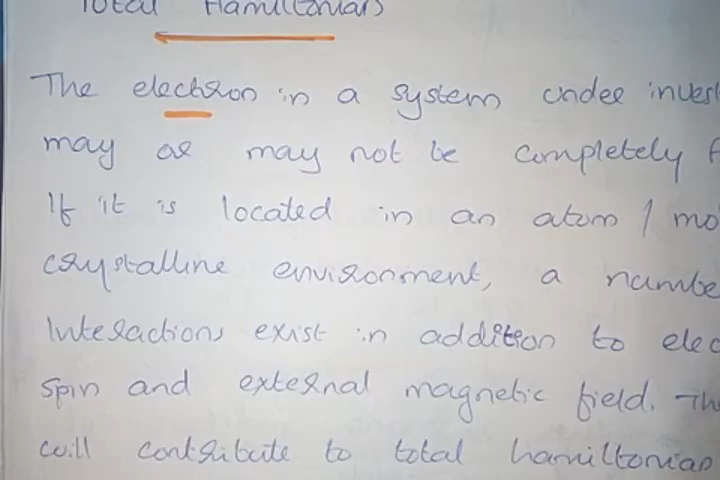 Total Hamiltonian
The electron in a system under invest
may or may not be completely f
If it is located in an atom / mo
crystalline environment, a numbe
Interactions exist in addition to elec
spin and external magnetic field. Th
will contribute to total hamiltonian